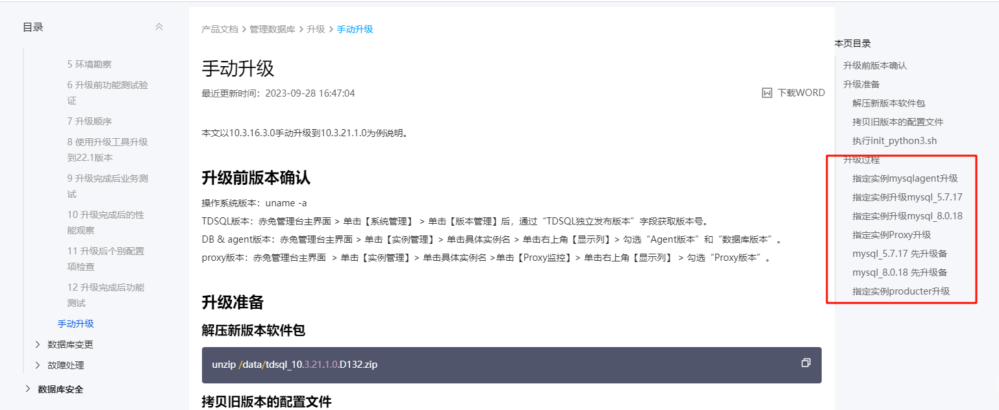 目录
5 环境勘察
6 升级前功能测试验
证
7 升级顺序
8 使用升级工具升级
到22.1版本
9 升级完成后业务测
试
10 升级完成后的性
能观察
11 升级后个别配置
项检查
12 升级完成后功能
测试
手动升级
数据库变更
故障处理
数据库安全
产品文档 > 管理数据库 > 升级 > 手动升级
手动升级
最近更新时间：2023-09-28 16:47:04
下载WORD
本文以10.3.16.3.0手动升级到10.3.21.1.0为例说明。
升级前版本确认
操作系统版本：uname -a
TDSQL版本：赤兔管理台主界面 > 单击【系统管理】 > 单击【版本管理】后，通过“TDSQL独立发布版本”字段获取版本号。
DB & agent版本：赤兔管理台主界面 > 单击【实例管理】> 单击具体实例名 > 单击右上角【显示列】> 勾选“Agent版本”和“数据库版本”。
proxy版本：赤兔管理台主界面 > 单击【实例管理】> 单击具体实例名 >单击【Proxy监控】> 单击右上角【显示列】 > 勾选“Proxy版本”。
升级准备
解压新版本软件包
unzip /data/tdsql_10.3.21.1.0.D132.zip
拷贝旧版本的配置文件
本页目录
升级前版本确认
升级准备
解压新版本软件包
拷贝旧版本的配置文件
执行init_python3.sh
升级过程
指定实例mysqlagent升级
指定实例升级mysql_5.7.17
指定实例升级mysql_8.0.18
指定实例Proxy升级
mysql_5.7.17 先升级备
mysql_8.0.18 先升级备
指定实例producter升级